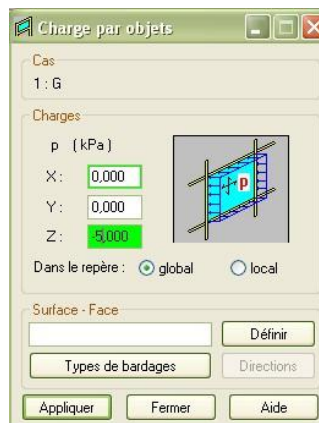 Charge par objets
Cas
1 : G
Charges
p (kPa)
X: 0,000
Y: 0,000
Z: -5,000
p
Dans le repère : global local
Surface - Face
Définir
Types de bardages Directions
Appliquer Fermer Aide